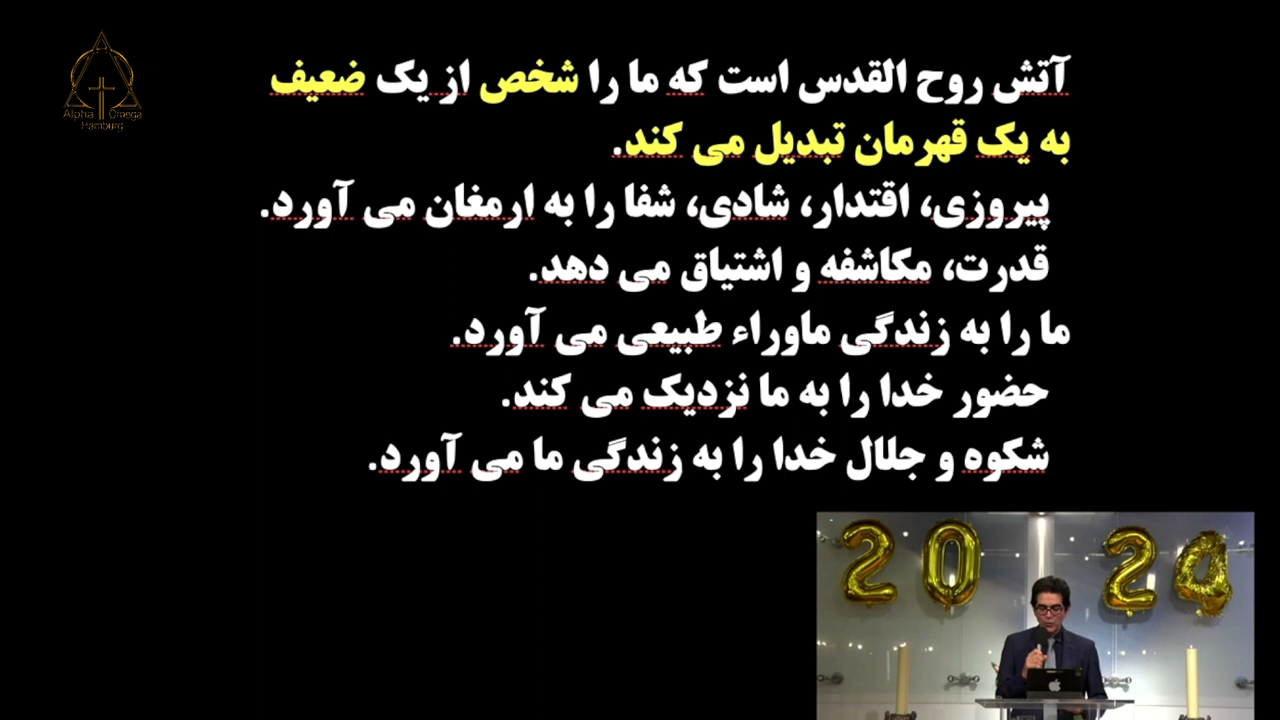 Alpha Omega
Hamburg
آتش روح القدس است که ما را شخص از یک ضعیف
به یک قهرمان تبدیل می کند.
پیروزی، اقتدار، شادی، شفا را به ارمغان می آورد.
قدرت، مکاشفه و اشتیاق می دهد.
ما را به زندگی ماوراء طبیعی می آورد.
حضور خدا را به ما نزدیک می کند.
شکوه و جلال خدا را به زندگی ما می آورد.
20 24